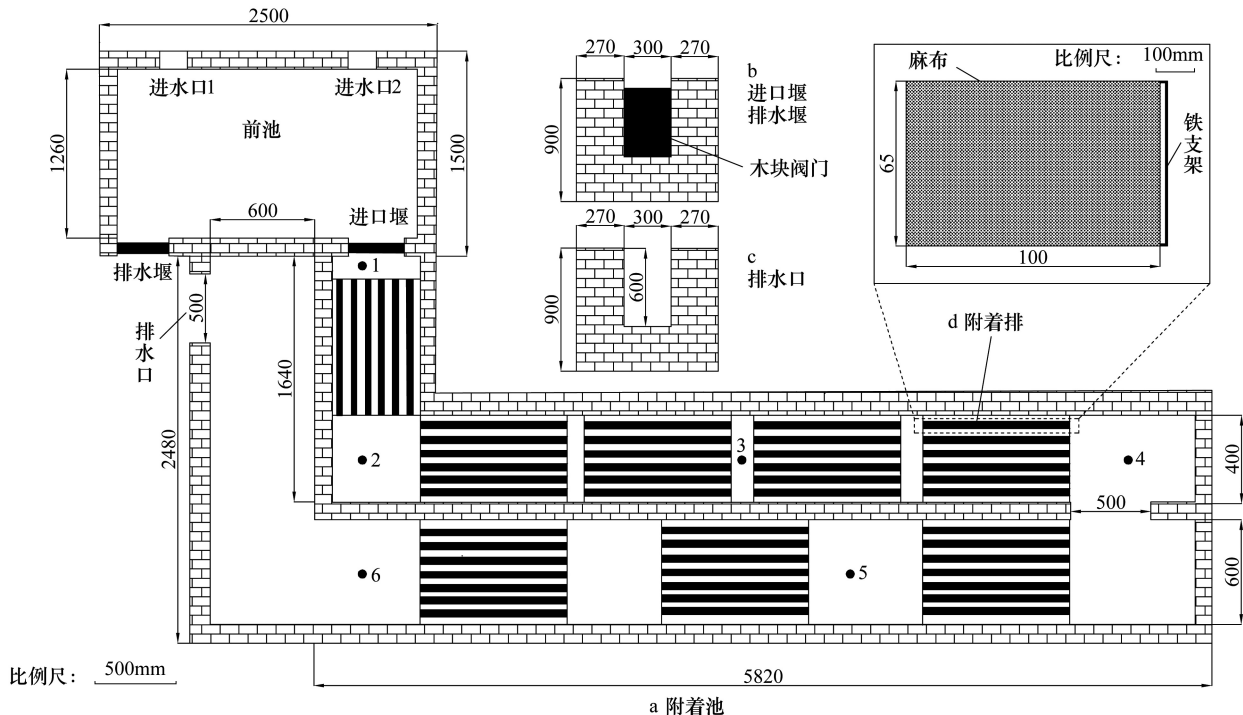 2500
进水口1
进水口2
前池
1260
1500
600
进口堰
排水堰
1
500
排水口
1640
2480
2
3
4
400
500
6
5
600
比例尺： 500mm
5820
a 附着池
270 300 270
900
b
进口堰
排水堰
木块阀门
270 300 270
900
600
c
排水口
麻布
比例尺： 100mm
65
铁支架
100
d 附着排